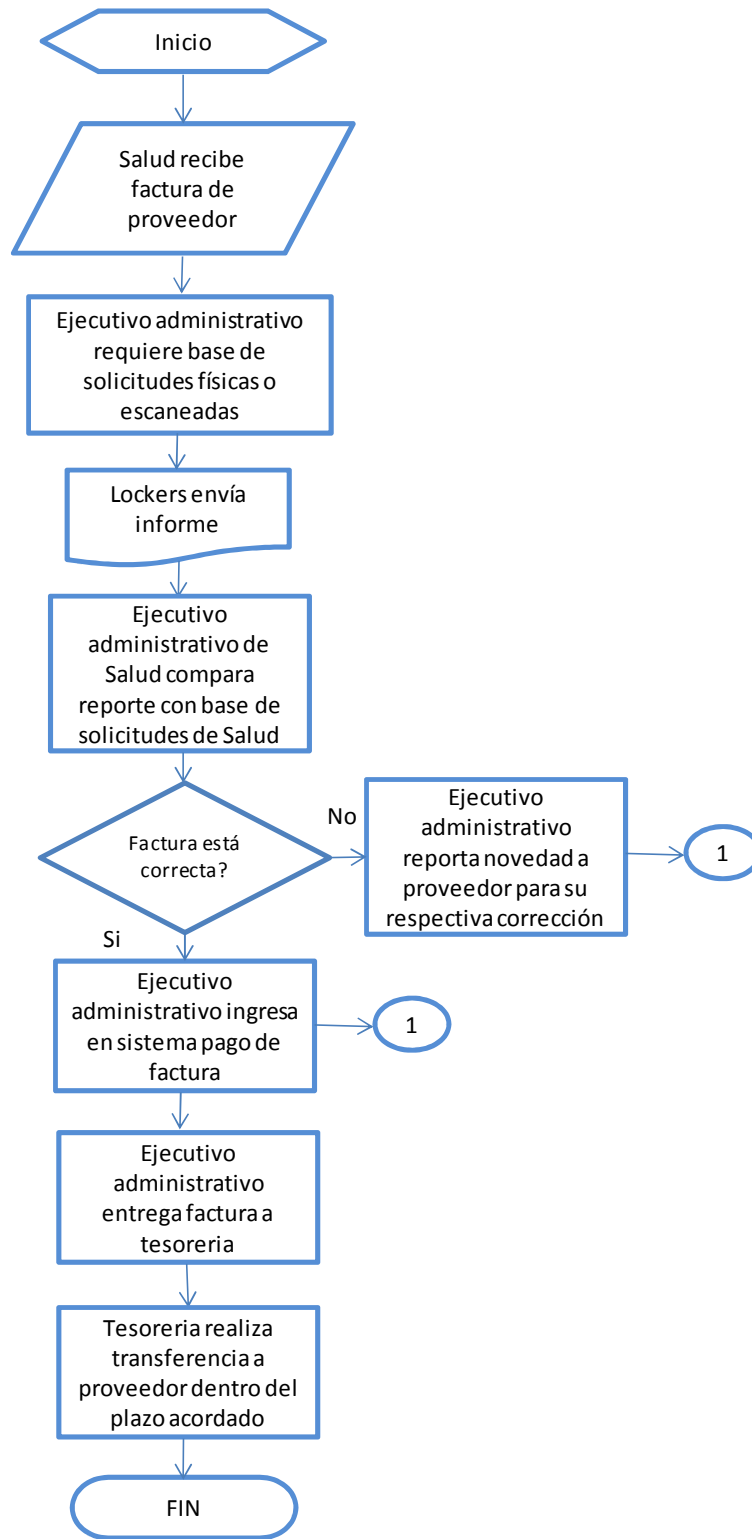 Inicio
Salud recibe
factura de
proveedor
Ejecutivo administrativo
requiere base de
solicitudes físicas o
escaneadas
Lockers envía
informe
Ejecutivo
administrativo de
Salud compara
reporte con base de
solicitudes de Salud
Factura está
correcta?
No
Ejecutivo
administrativo
reporta novedad a
proveedor para su
respectiva corrección
1
Si
Ejecutivo
administrativo ingresa
en sistema pago de
factura
1
Ejecutivo
administrativo
entrega factura a
tesoreria
Tesoreria realiza
transferencia a
proveedor dentro del
plazo acordado
FIN